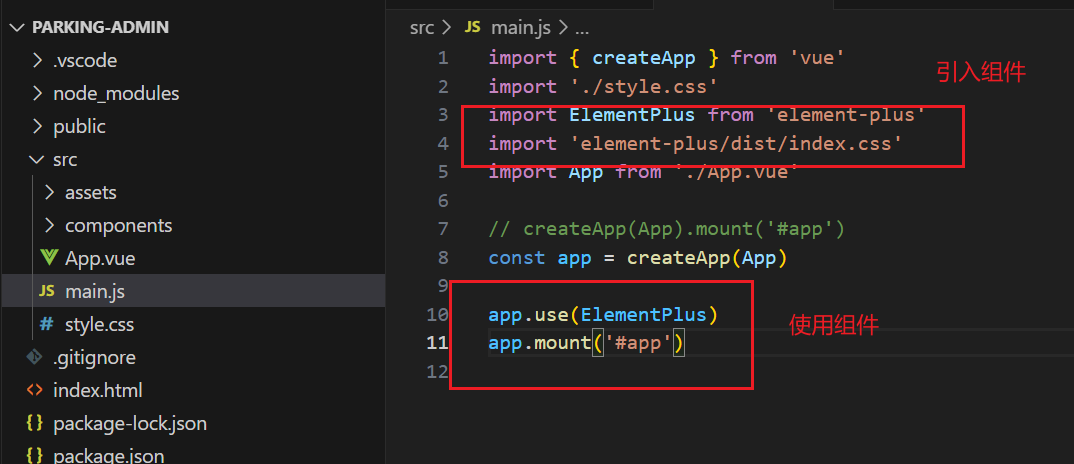 PARKING-ADMIN
.vscode
node_modules
public
src
assets
components
App.vue
JS main.js
# style.css
.gitignore
<> index.html
{} package-lock.json
{} package.json
src > JS main.js > ...
1 import { createApp } from 'vue'
2 import './style.css'
3 import ElementPlus from 'element-plus'
4 import 'element-plus/dist/index.css'
5 import App from './App.vue'
6
7 // createApp(App).mount('#app')
8 const app = createApp(App)
9
10 app.use(ElementPlus)
11 app.mount('#app')
12
引入组件
使用组件